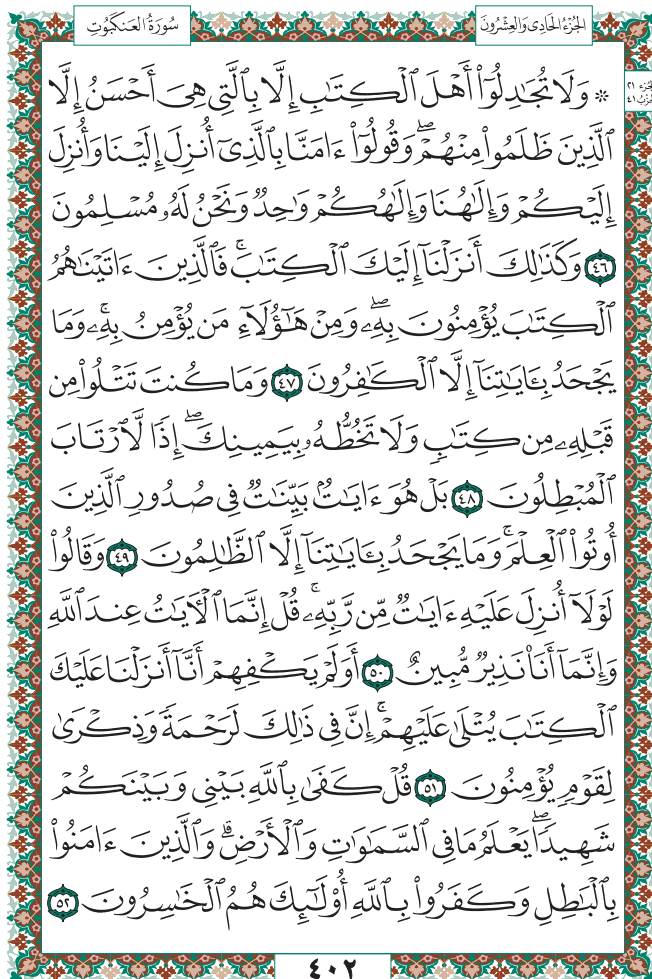 سُورَةُ العَنكَبُوتِ
الجُزْءُ الحَادِى وَالعِشْرُونَ
الجزء ٢١
الحزب ٤١
۞ وَلَا تُجَٰدِلُوٓاْ أَهۡلَ ٱلۡكِتَٰبِ إِلَّا بِٱلَّتِي هِيَ أَحۡسَنُ إِلَّا
ٱلَّذِينَ ظَلَمُواْ مِنۡهُمۡۖ وَقُولُوٓاْ ءَامَنَّا بِٱلَّذِيٓ أُنزِلَ إِلَيۡنَا وَأُنزِلَ
إِلَيۡكُمۡ وَإِلَٰهُنَا وَإِلَٰهُكُمۡ وَٰحِدٞ وَنَحۡنُ لَهُۥ مُسۡلِمُونَ
٤٦ وَكَذَٰلِكَ أَنزَلۡنَآ إِلَيۡكَ ٱلۡكِتَٰبَۚ فَٱلَّذِينَ ءَاتَيۡنَٰهُمُ
ٱلۡكِتَٰبَ يُؤۡمِنُونَ بِهِۦۖ وَمِنۡ هَٰٓؤُلَآءِ مَن يُؤۡمِنُ بِهِۦۚ وَمَا
يَجۡحَدُ بِـَٔايَٰتِنَآ إِلَّا ٱلۡكَٰفِرُونَ ٤٧ وَمَا كُنتَ تَتۡلُواْ مِن
قَبۡلِهِۦ مِن كِتَٰبٖ وَلَا تَخُطُّهُۥ بِيَمِينِكَۖ إِذٗا لَّٱرۡتَابَ
ٱلۡمُبۡطِلُونَ ٤٨ بَلۡ هُوَ ءَايَٰتُۢ بَيِّنَٰتٞ فِي صُدُورِ ٱلَّذِينَ
أُوتُواْ ٱلۡعِلۡمَۚ وَمَا يَجۡحَدُ بِـَٔايَٰتِنَآ إِلَّا ٱلظَّٰلِمُونَ ٤٩ وَقَالُواْ
لَوۡلَآ أُنزِلَ عَلَيۡهِ ءَايَٰتٞ مِّن رَّبِّهِۦۚ قُلۡ إِنَّمَا ٱلۡأٓيَٰتُ عِندَ ٱللَّهِ
وَإِنَّمَآ أَنَا۠ نَذِيرٞ مُّبِينٌ ٥٠ أَوَلَمۡ يَكۡفِهِمۡ أَنَّآ أَنزَلۡنَا عَلَيۡكَ
ٱلۡكِتَٰبَ يُتۡلَىٰ عَلَيۡهِمۡۚ إِنَّ فِي ذَٰلِكَ لَرَحۡمَةٗ وَذِكۡرَىٰ
لِقَوۡمٖ يُؤۡمِنُونَ ٥١ قُلۡ كَفَىٰ بِٱللَّهِ بَيۡنِي وَبَيۡنَكُمۡ
شَهِيدٗاۖ يَعۡلَمُ مَا فِي ٱلسَّمَٰوَٰتِ وَٱلۡأَرۡضِۗ وَٱلَّذِينَ ءَامَنُواْ
بِٱلۡبَٰطِلِ وَكَفَرُواْ بِٱللَّهِ أُوْلَٰٓئِكَ هُمُ ٱلۡخَٰسِرُونَ ٥٢
٤٠٢